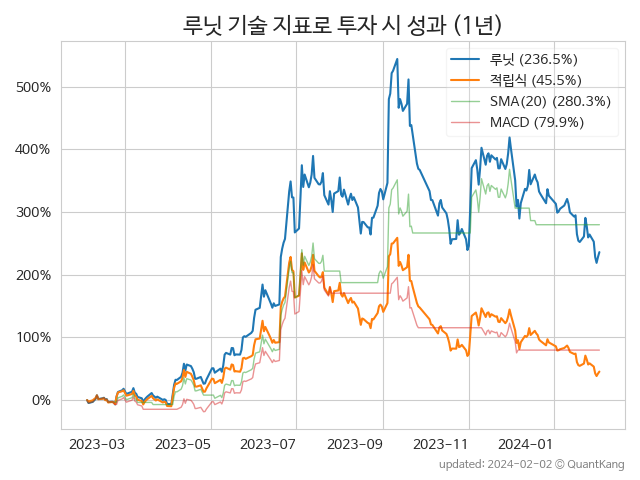 루닛 기술 지표로 투자 시 성과 (1년)
루닛 (236.5%)
적립식 (45.5%)
SMA(20) (280.3%)
MACD (79.9%)
500%
400%
300%
200%
100%
0%
2023-03 2023-05 2023-07 2023-09 2023-11 2024-01
updated: 2024-02-02 © QuantKang